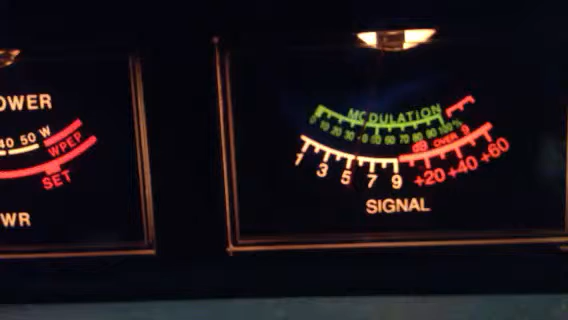 OWER
40 50 W
WPEP
SET
WR
MODULATION
0 10 20 30 40 50 60 70 80 90 100 %
dB OVER 9
1 3 5 7 9 +20 +40 +60
SIGNAL